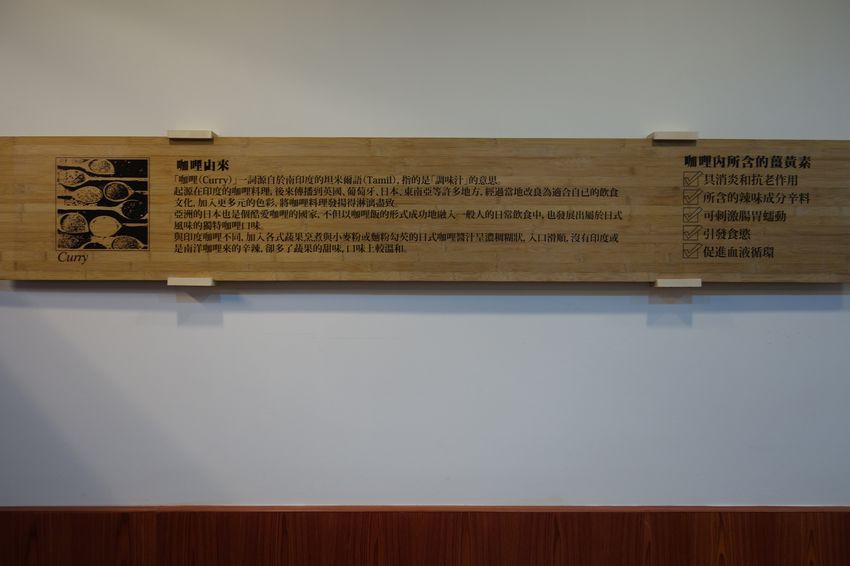 Curry
咖哩由來
「咖哩(Curry)」一詞源自於南印度的坦米爾語(Tamil), 指的是「調味汁」的意思。
起源在印度的咖哩料理, 後來傳播到英國、葡萄牙、日本、東南亞等許多地方, 經過當地改良為適合自己的飲食
文化, 加入更多元的色彩, 將咖哩料理發揚得淋漓盡致。
亞洲的日本也是個酷愛咖哩的國家, 不但以咖哩飯的形式成功地融入一般人的日常飲食中, 也發展出屬於日式
風味的獨特咖哩口味。
與印度咖哩不同, 加入各式蔬果烹煮與小麥粉或麵粉勾芡的日式咖哩醬汁呈濃稠糊狀, 入口滑順, 沒有印度或
是南洋咖哩來的辛辣, 卻多了蔬果的甜味, 口味上較溫和。
咖哩內所含的薑黃素
具消炎和抗老作用
所含的辣味成分辛料
可刺激腸胃蠕動
引發食慾
促進血液循環